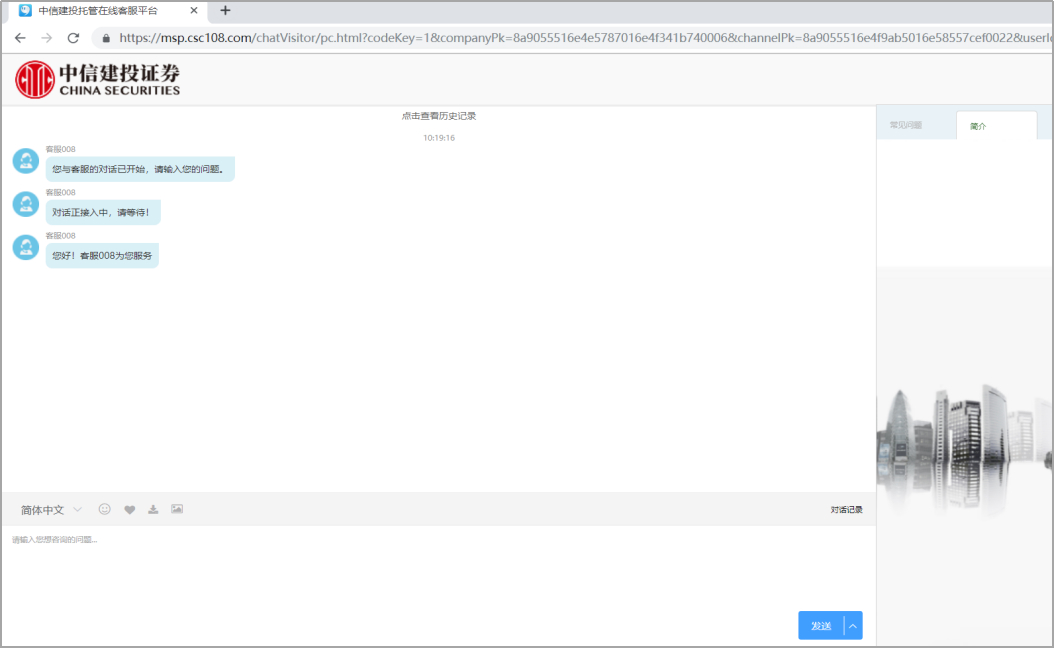 中信建投托管在线客服平台
https://msp.csc108.com/chatVisitor/pc.html?codeKey=1&companyPk=8a9055516e4e5787016e4f341b740006&channelPk=8a9055516e4f9ab5016e58557cef0022&userId
中信建投证券
CHINA SECURITIES
点击查看历史记录
常见问题
简介
10:19:16
客服008
您与客服的对话已开始，请输入您的问题。
客服008
对话正接入中，请等待！
客服008
您好！客服008为您服务
简体中文
对话记录
请输入您想咨询的问题...
发送